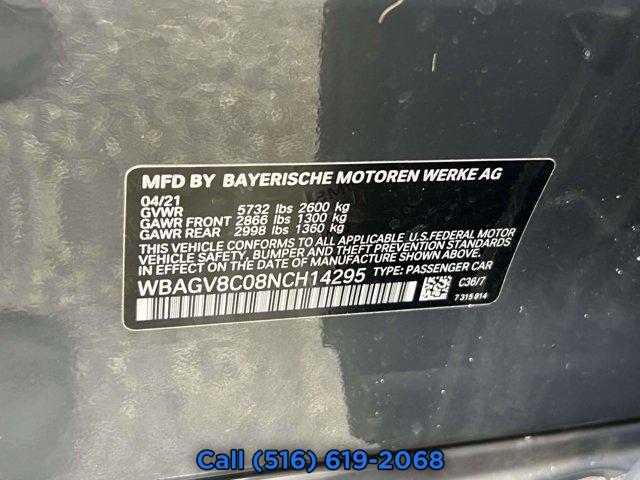 MFD BY BAYERISCHE MOTOREN WERKE AG
04/21
GVWR 5732 lbs 2600 kg
GAWR FRONT 2866 lbs 1300 kg
GAWR REAR 2998 lbs 1360 kg
THIS VEHICLE CONFORMS TO ALL APPLICABLE U.S.FEDERAL MOTOR
VEHICLE SAFETY, BUMPER AND THEFT PREVENTION STANDARDS
IN EFFECT ON THE DATE OF MANUFACTURE SHOWN ABOVE.
WBAGV8C08NCH14295 TYPE: PASSENGER CAR
C36/7
7315814
Call (516) 619-2068